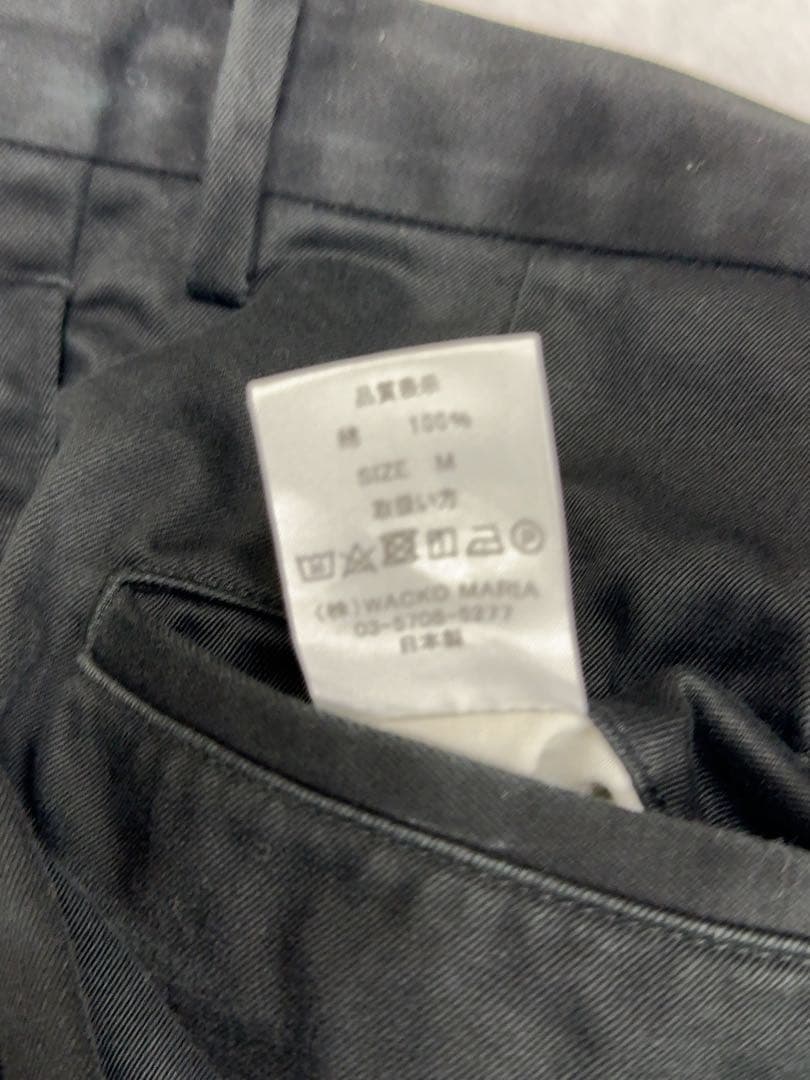 品質表示
綿 100%
SIZE M
取扱い方
(株)WACKO MARIA
03-5708-5277
日本製